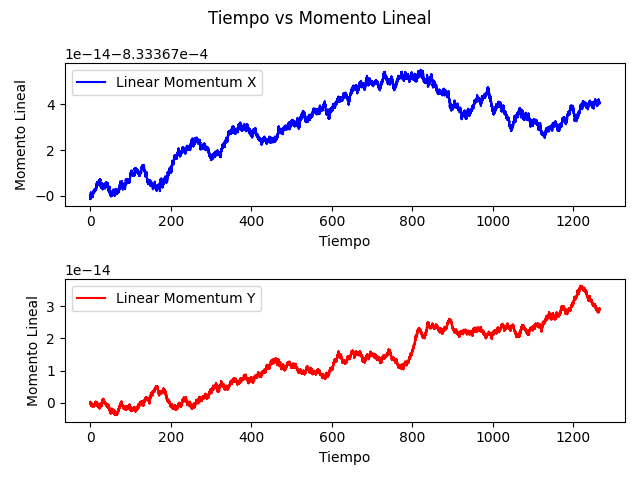 Tiempo vs Momento Lineal
1e−14−8.33367e−4
Linear Momentum X
Momento Lineal
4
2
−0
0 200 400 600 800 1000 1200
Tiempo
1e−14
Linear Momentum Y
Momento Lineal
3
2
1
0
0 200 400 600 800 1000 1200
Tiempo